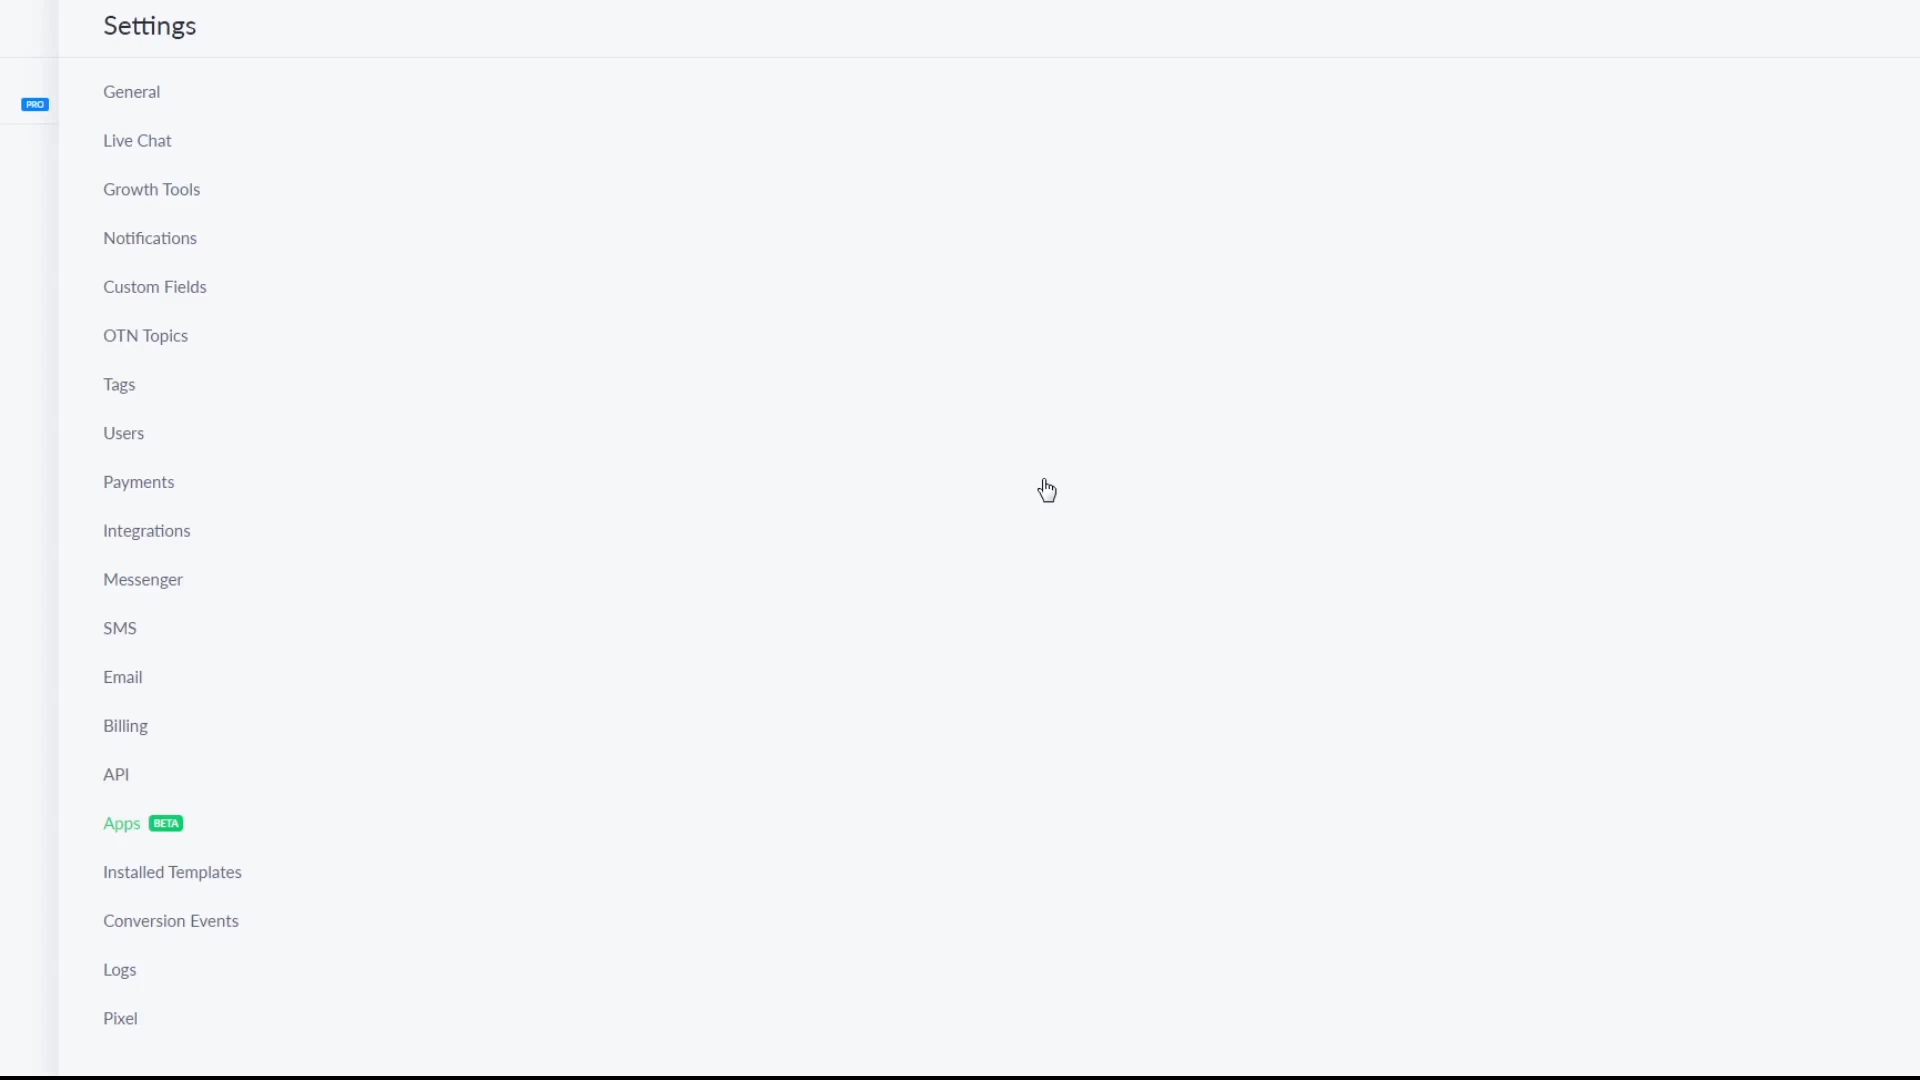 Settings
PRO
General
Live Chat
Growth Tools
Notifications
Custom Fields
OTN Topics
Tags
Users
Payments
Integrations
Messenger
SMS
Email
Billing
API
Apps BETA
Installed Templates
Conversion Events
Logs
Pixel